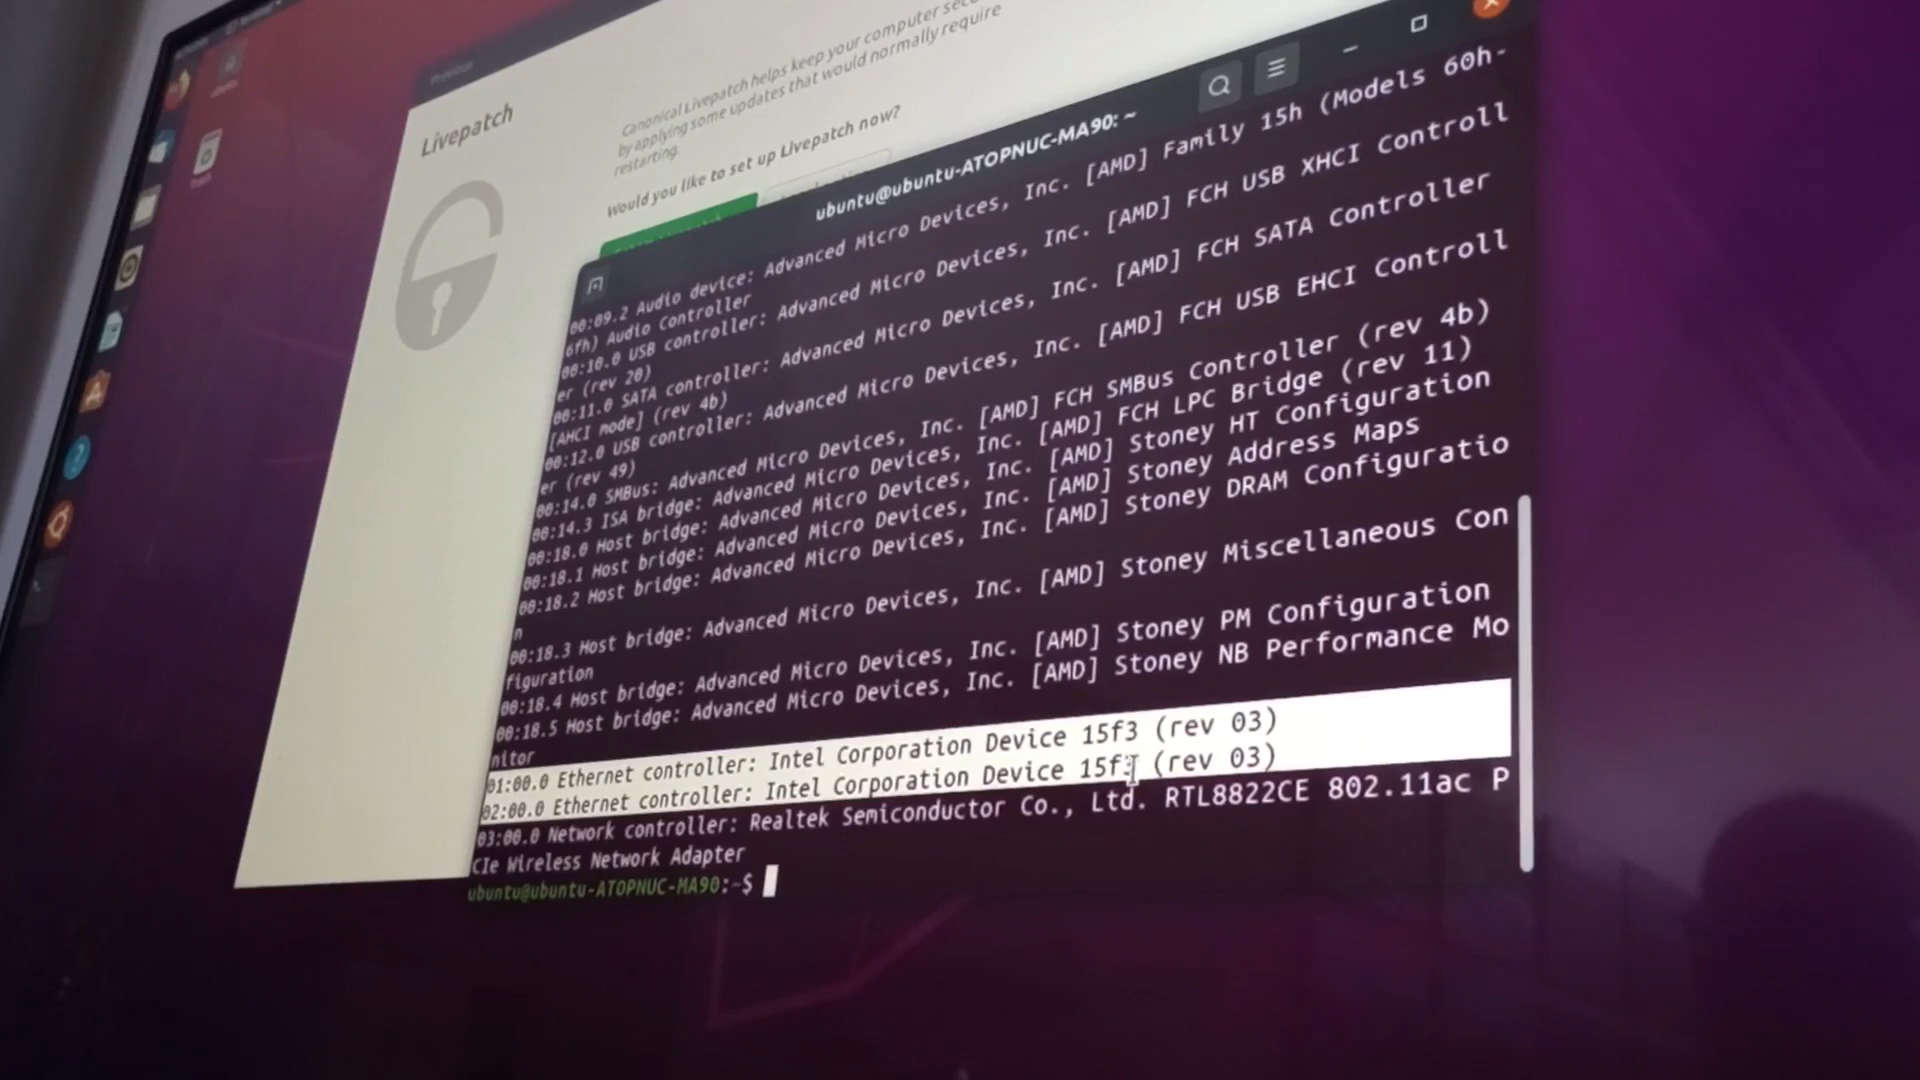 Previous
Livepatch
Canonical Livepatch helps keep your computer
by applying some updates that would normally require
restarting.
Would you like to set up Livepatch now?
ubuntu@ubuntu-ATOPNUC-MA90: ~
00:09.2 Audio device: Advanced Micro Devices, Inc. [AMD] Family 15h (Models 60h-
6fh) Audio Controller
00:10.0 USB controller: Advanced Micro Devices, Inc. [AMD] FCH USB XHCI Controll
er (rev 20)
00:11.0 SATA controller: Advanced Micro Devices, Inc. [AMD] FCH SATA Controller
[AHCI mode] (rev 4b)
00:12.0 USB controller: Advanced Micro Devices, Inc. [AMD] FCH USB EHCI Controll
er (rev 49)
00:14.0 SMBus: Advanced Micro Devices, Inc. [AMD] FCH SMBus Controller (rev 4b)
00:14.3 ISA bridge: Advanced Micro Devices, Inc. [AMD] FCH LPC Bridge (rev 11)
00:18.0 Host bridge: Advanced Micro Devices, Inc. [AMD] Stoney HT Configuration
00:18.1 Host bridge: Advanced Micro Devices, Inc. [AMD] Stoney Address Maps
00:18.2 Host bridge: Advanced Micro Devices, Inc. [AMD] Stoney DRAM Configuratio
n
00:18.3 Host bridge: Advanced Micro Devices, Inc. [AMD] Stoney Miscellaneous Con
figuration
00:18.4 Host bridge: Advanced Micro Devices, Inc. [AMD] Stoney PM Configuration
00:18.5 Host bridge: Advanced Micro Devices, Inc. [AMD] Stoney NB Performance Mo
nitor
01:00.0 Ethernet controller: Intel Corporation Device 15f3 (rev 03)
02:00.0 Ethernet controller: Intel Corporation Device 15f3 (rev 03)
03:00.0 Network controller: Realtek Semiconductor Co., Ltd. RTL8822CE 802.11ac P
CIe Wireless Network Adapter
ubuntu@ubuntu-ATOPNUC-MA90:~$